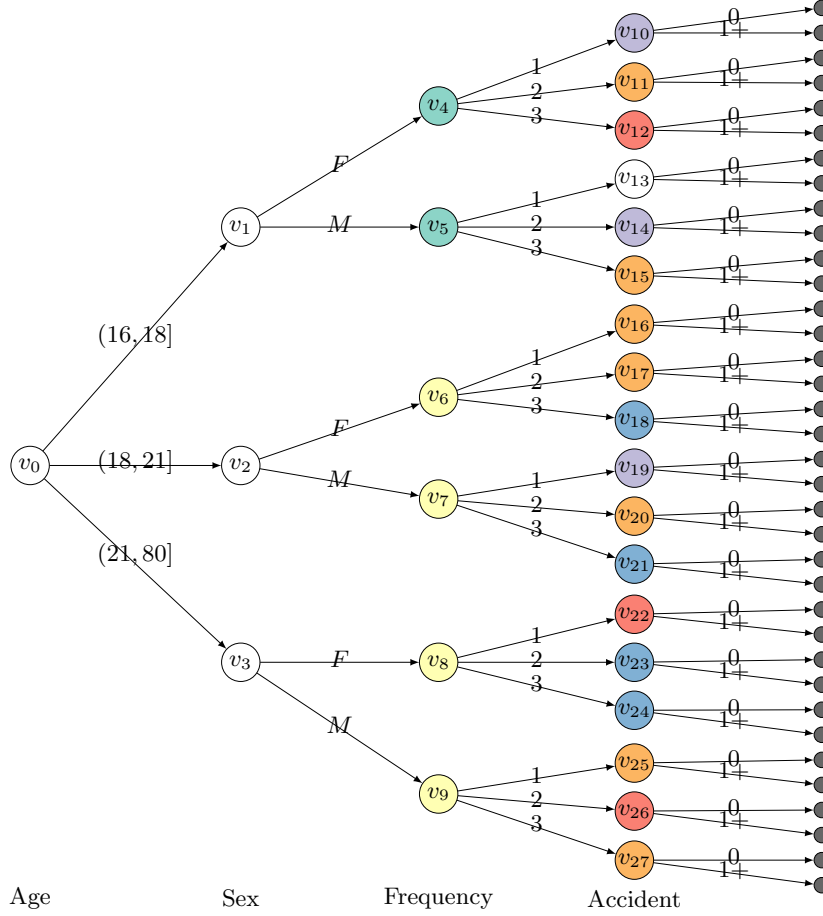 v10 0
1+
1
v11 0
1+
2
v4
3
v12 0
1+
F
v13 0
1+
1
v1 M v5 2 v14 0
1+
3
v15 0
1+
(16, 18]
v16 0
1+
1
2 v17 0
1+
v6
3
v18 0
1+
F
v0 (18, 21] v2
M
v19 0
1+
1
v7 2 v20 0
1+
3
v21 0
1+
(21, 80]
v22 0
1+
1
v3 F v8 2 v23 0
1+
3
v24 0
1+
M
v25 0
1+
1
v9 2 v26 0
1+
3
v27 0
1+
Age Sex Frequency Accident